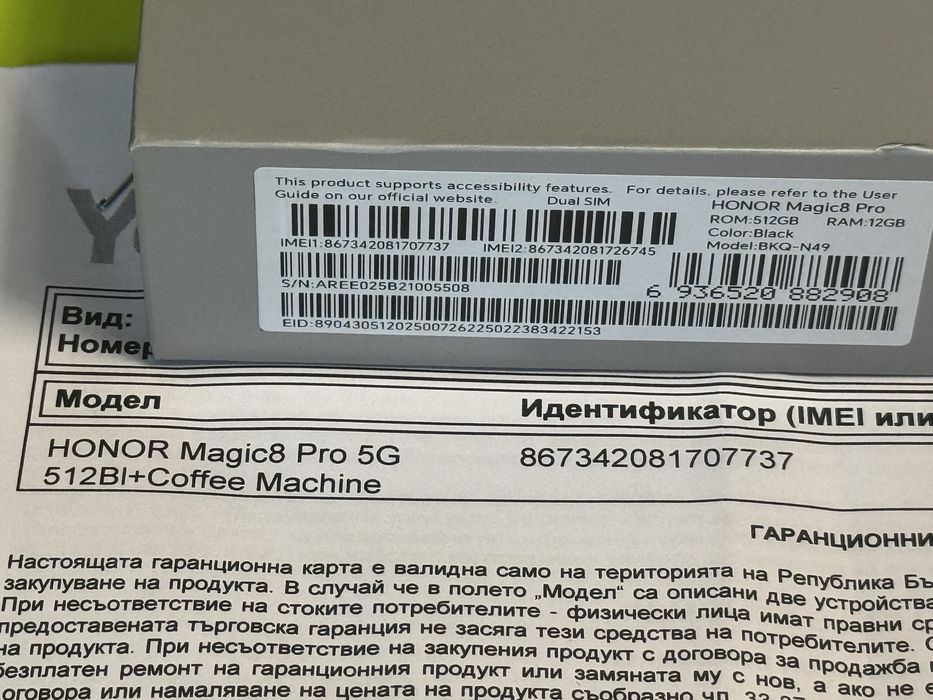 This product supports accessibility features. For details, please refer to the User
Guide on our official website.
Dual SIM
HONOR Magic8 Pro
ROM:512GB RAM:12GB
Color:Black
Model:BKQ-N49
IMEI1:867342081707737 IMEI2:867342081726745
S/N:AREE025B21005508
6 936520 882908
EID:89043051202500726225022383422153
Вид:
Номер
Модел
Идентификатор (IMEI или
HONOR Magic8 Pro 5G
512Bl+Coffee Machine
867342081707737
ГАРАНЦИОННИ
Настоящата гаранционна карта е валидна само на територията на Република Бъ
закупуване на продукта. В случай че в полето „Модел“ са описани две устройства
При несъответствие на стоките потребителите - физически лица имат правни ср
предоставената търговска гаранция не засяга тези средства на потребителите.
на продукта. При несъответствие на закупения продукт с договора за продажба
безплатен ремонт на гаранционния продукт или замяната му с нов, а ако не е
оговора или намаляване на цената на продукта съобразно чл.